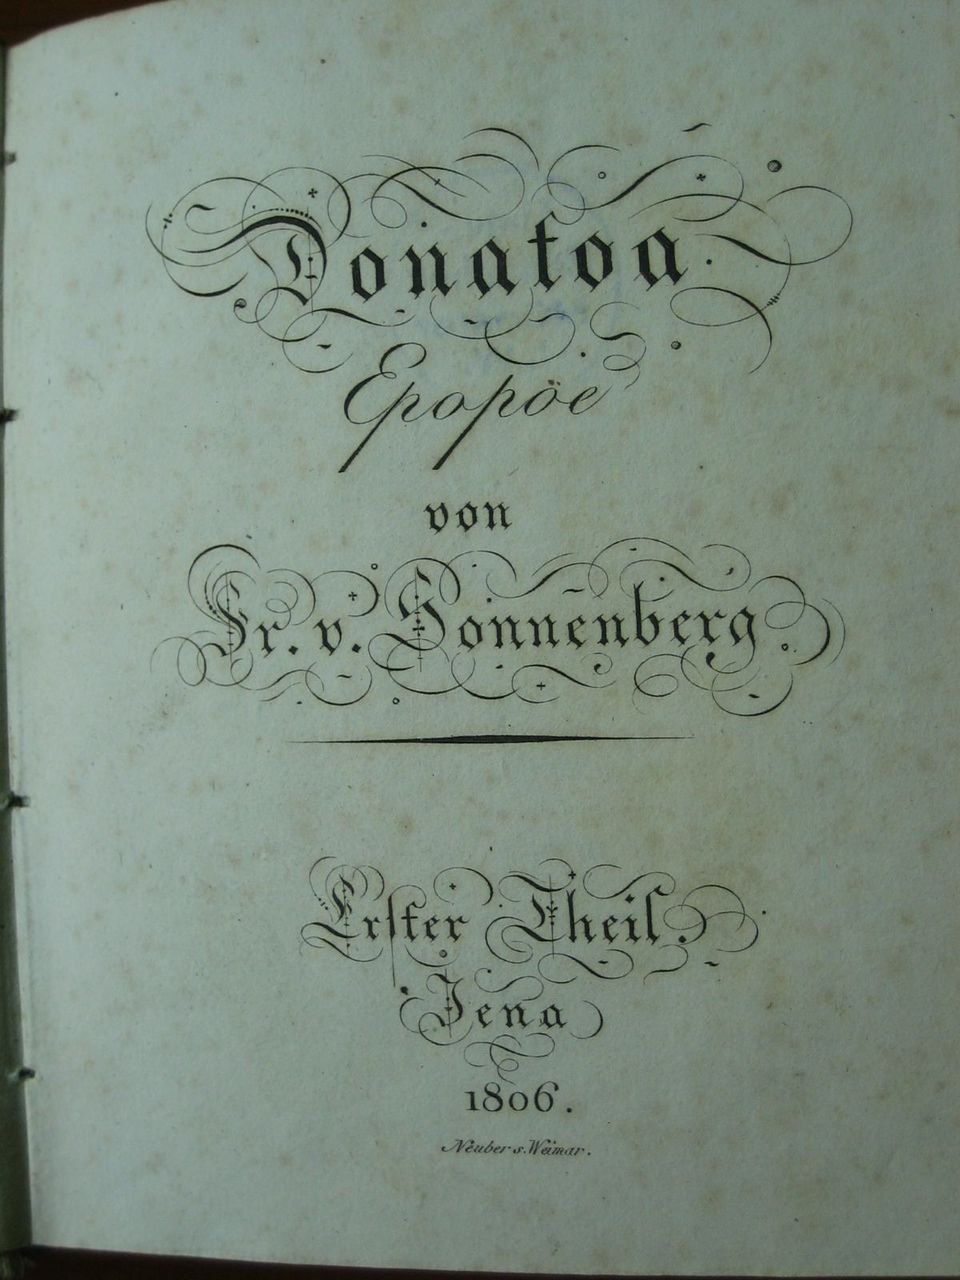 Donatoa.
Epopöe
von
Fr. v. Sonnenberg.
Erster Theil.
Jena
1806.
Neuber s. Weimar.